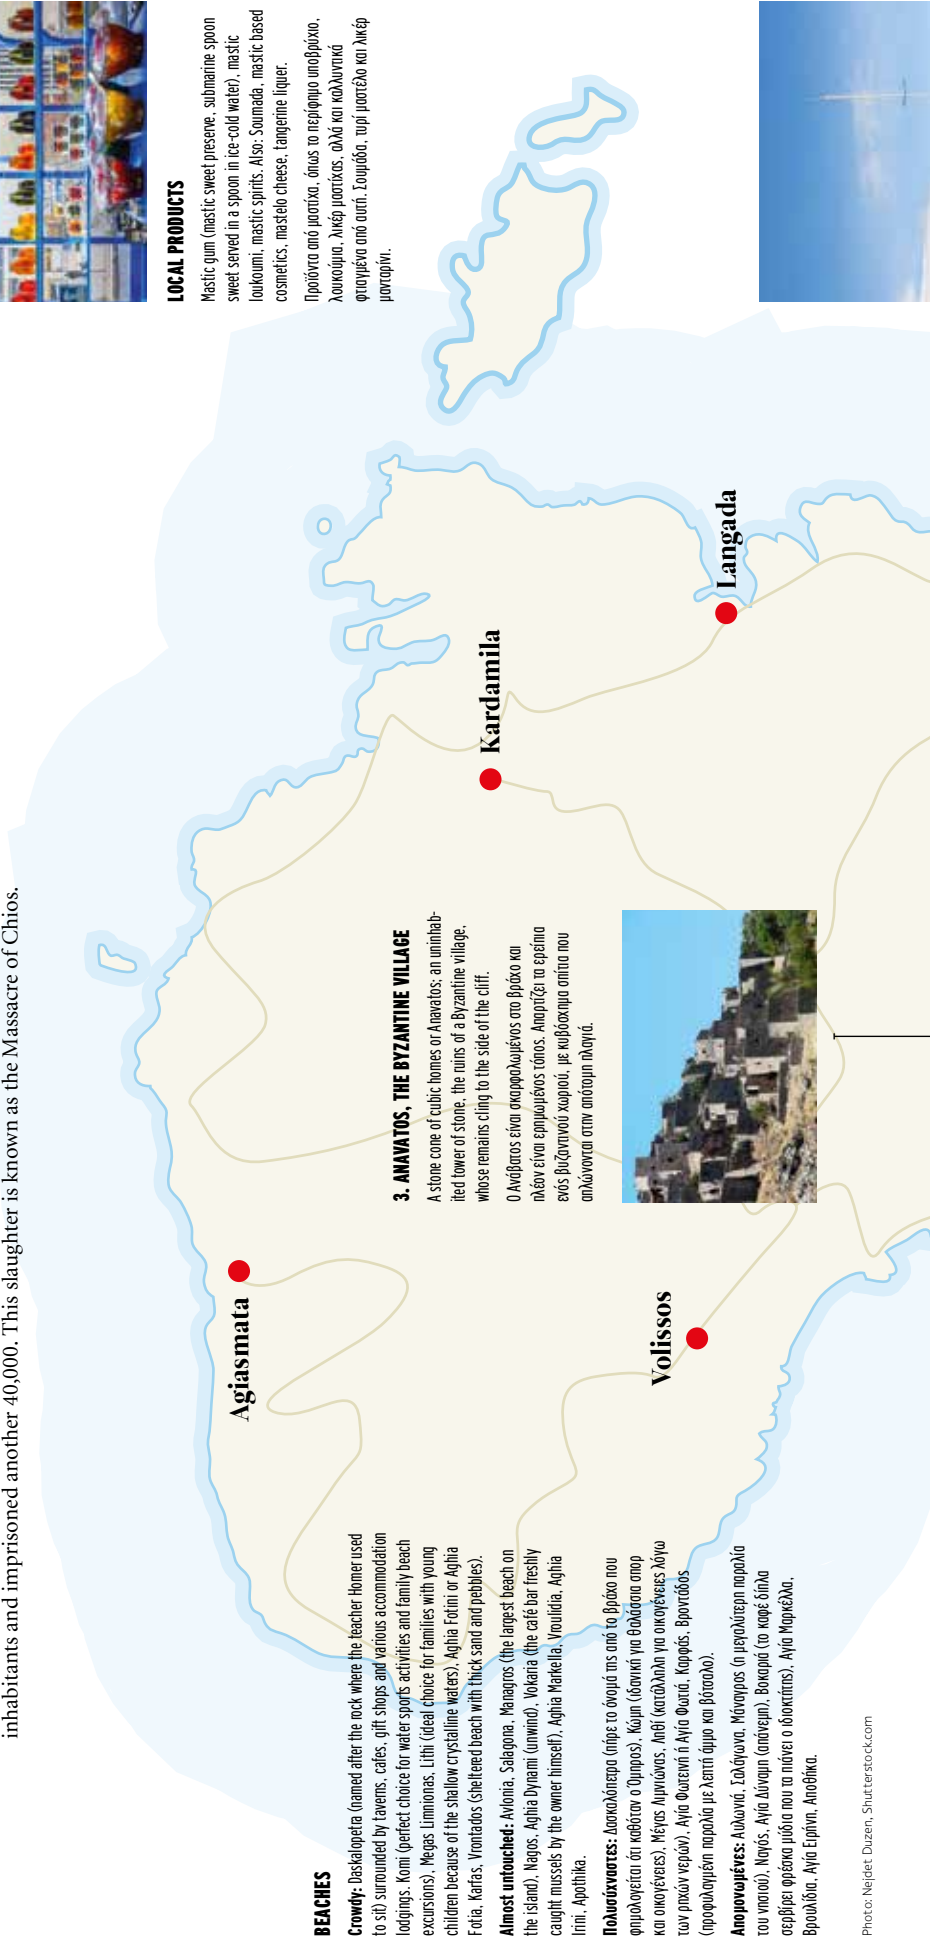 inhabitants and imprisoned another 40,000. This slaughter is known as the Massacre of Chios.
BEACHES
Crowdy: Daskalopetra (named after the rock where the teacher Homer used
to sit) surrounded by taverns, cafes, gift shops and various accommodation
lodgings. Komi (perfect choice for water sports activities and family beach
excursions), Megas Limnionas, Lithi (ideal choice for families with young
children because of the shallow crystalline waters), Aghia Fotini or Aghia
Fotia, Karfas, Vrontados (sheltered beach with thick sand and pebbles).
Almost untouched: Avlonia, Salagona, Managros (the largest beach on
the island), Nagos, Aghia Dynami (unwind), Vokaria (the café bar freshly
caught mussels by the owner himself), Aghia Markella, Vroulidia, Aghia
Irini, Apothika.
Πολυσύχναστες: Δασκαλόπετρα (πήρε το όνομά της από το βράχο που
φημολογείται ότι καθόταν ο Όμηρος), Κώμη (ιδανική για θαλάσσια σπορ
και οικογένειες), Μέγας Λιμνιώνας, Ληθί (κατάλληλη για οικογένειες λόγω
των ρηχών νερών), Αγία Φωτεινή ή Αγία Φωτιά, Καρφάς, Βροντάδος
(προφυλαγμένη παραλία με λεπτή άμμο και βότσαλα).
Απομονωμένες: Αυλωνιά, Σαλάγωνα, Μάναγρος (η μεγαλύτερη παραλία
του νησιού), Ναγός, Αγία Δύναμη (απάνεμη), Βοκαριά (το καφέ δίπλα
σερβίρει φρέσκα μύδια που τα πιάνει ο ιδιοκτήτης), Αγία Μαρκέλλα,
Βρουλίδια, Αγία Ειρήνη, Αποθήκα.
Photo: Nejdet Duzen, Shutterstock.com
Agiasmata
Volissos
3. ANAVATOS, THE BYZANTINE VILLAGE
A stone cone of cubic homes or Anavatos; an uninhab-
ited tower of stone, the ruins of a Byzantine village,
whose remains cling to the side of the cliff.
Ο Ανάβατος είναι σκαρφαλωμένος στο βράχο και
πλέον είναι ερημωμένος τόπος. Απαρτίζει τα ερείπια
ενός βυζαντινού χωριού, με κυβόσχημα σπίτια που
απλώνονται στην απότομη πλαγιά.
Kardamila
Langada
LOCAL PRODUCTS
Mastic gum (mastic sweet preserve, submarine spoon
sweet served in a spoon in ice-cold water), mastic
loukoumi, mastic spirits. Also: Soumada, mastic based
cosmetics, mastelo cheese, tangerine liquer.
Προϊόντα από μαστίχα, όπως το περίφημο υποβρύχιο,
λουκούμια, λικέρ μαστίχας, αλλά και καλλυντικά
φτιαγμένα από αυτή. Σουμάδα, τυρί μαστέλο και λικέρ
μανταρίνι.